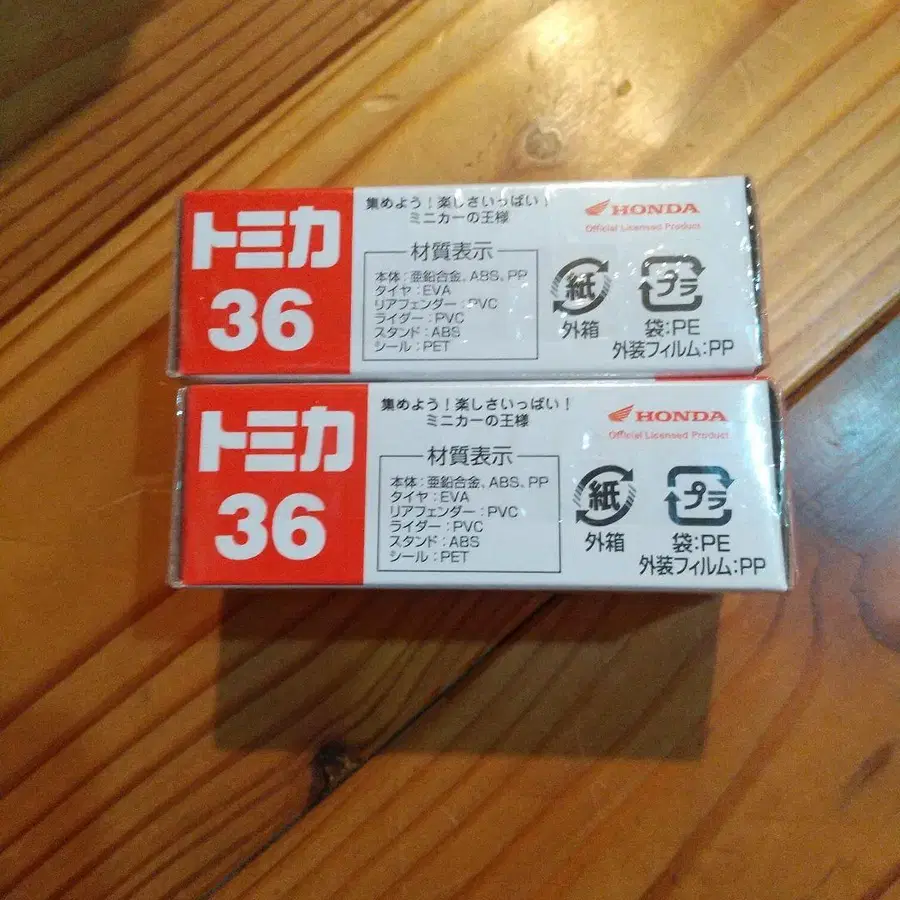 トミカ
36
集めよう！楽しさいっぱい！
ミニカーの王様
材質表示
本体：亜鉛合金、ABS、PP
タイヤ：EVA
リアフェンダー：PVC
ライダー：PVC
スタンド：ABS
シール：PET
紙
外箱
HONDA
Official Licensed Product
プラ
袋：PE
外装フィルム：PP
トミカ
36
集めよう！楽しさいっぱい！
ミニカーの王様
材質表示
本体：亜鉛合金、ABS、PP
タイヤ：EVA
リアフェンダー：PVC
ライダー：PVC
スタンド：ABS
シール：PET
紙
外箱
HONDA
Official Licensed Product
プラ
袋：PE
外装フィルム：PP